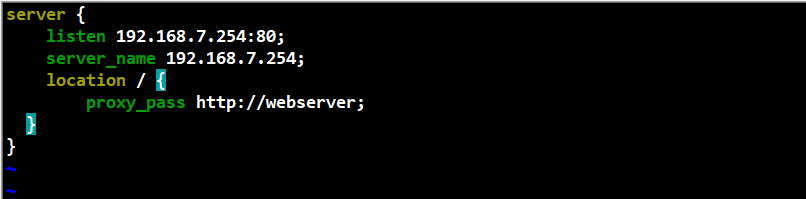 server {
    listen 192.168.7.254:80;
    server_name 192.168.7.254;
    location / {
        proxy_pass http://webserver;
  }
}
~
~